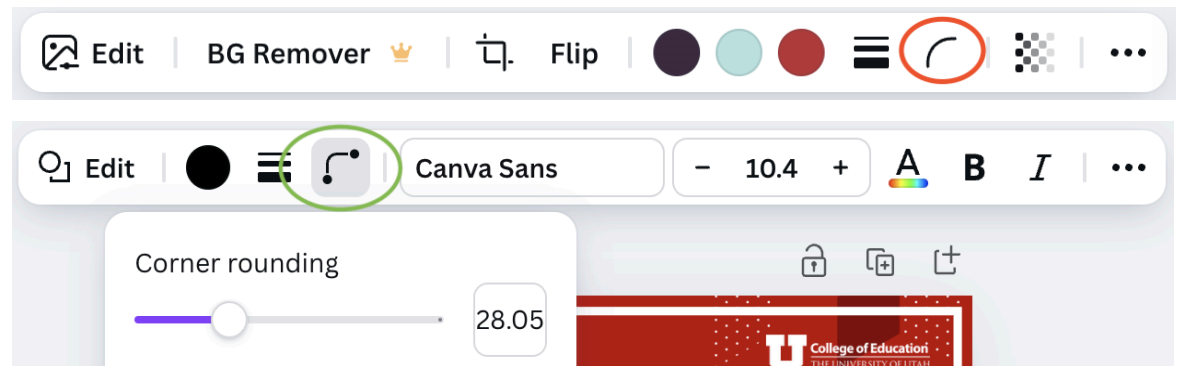 Edit BG Remover Flip
Edit Canva Sans - 10.4 + A B I
Corner rounding
28.05
U College of Education
THE UNIVERSITY OF UTAH